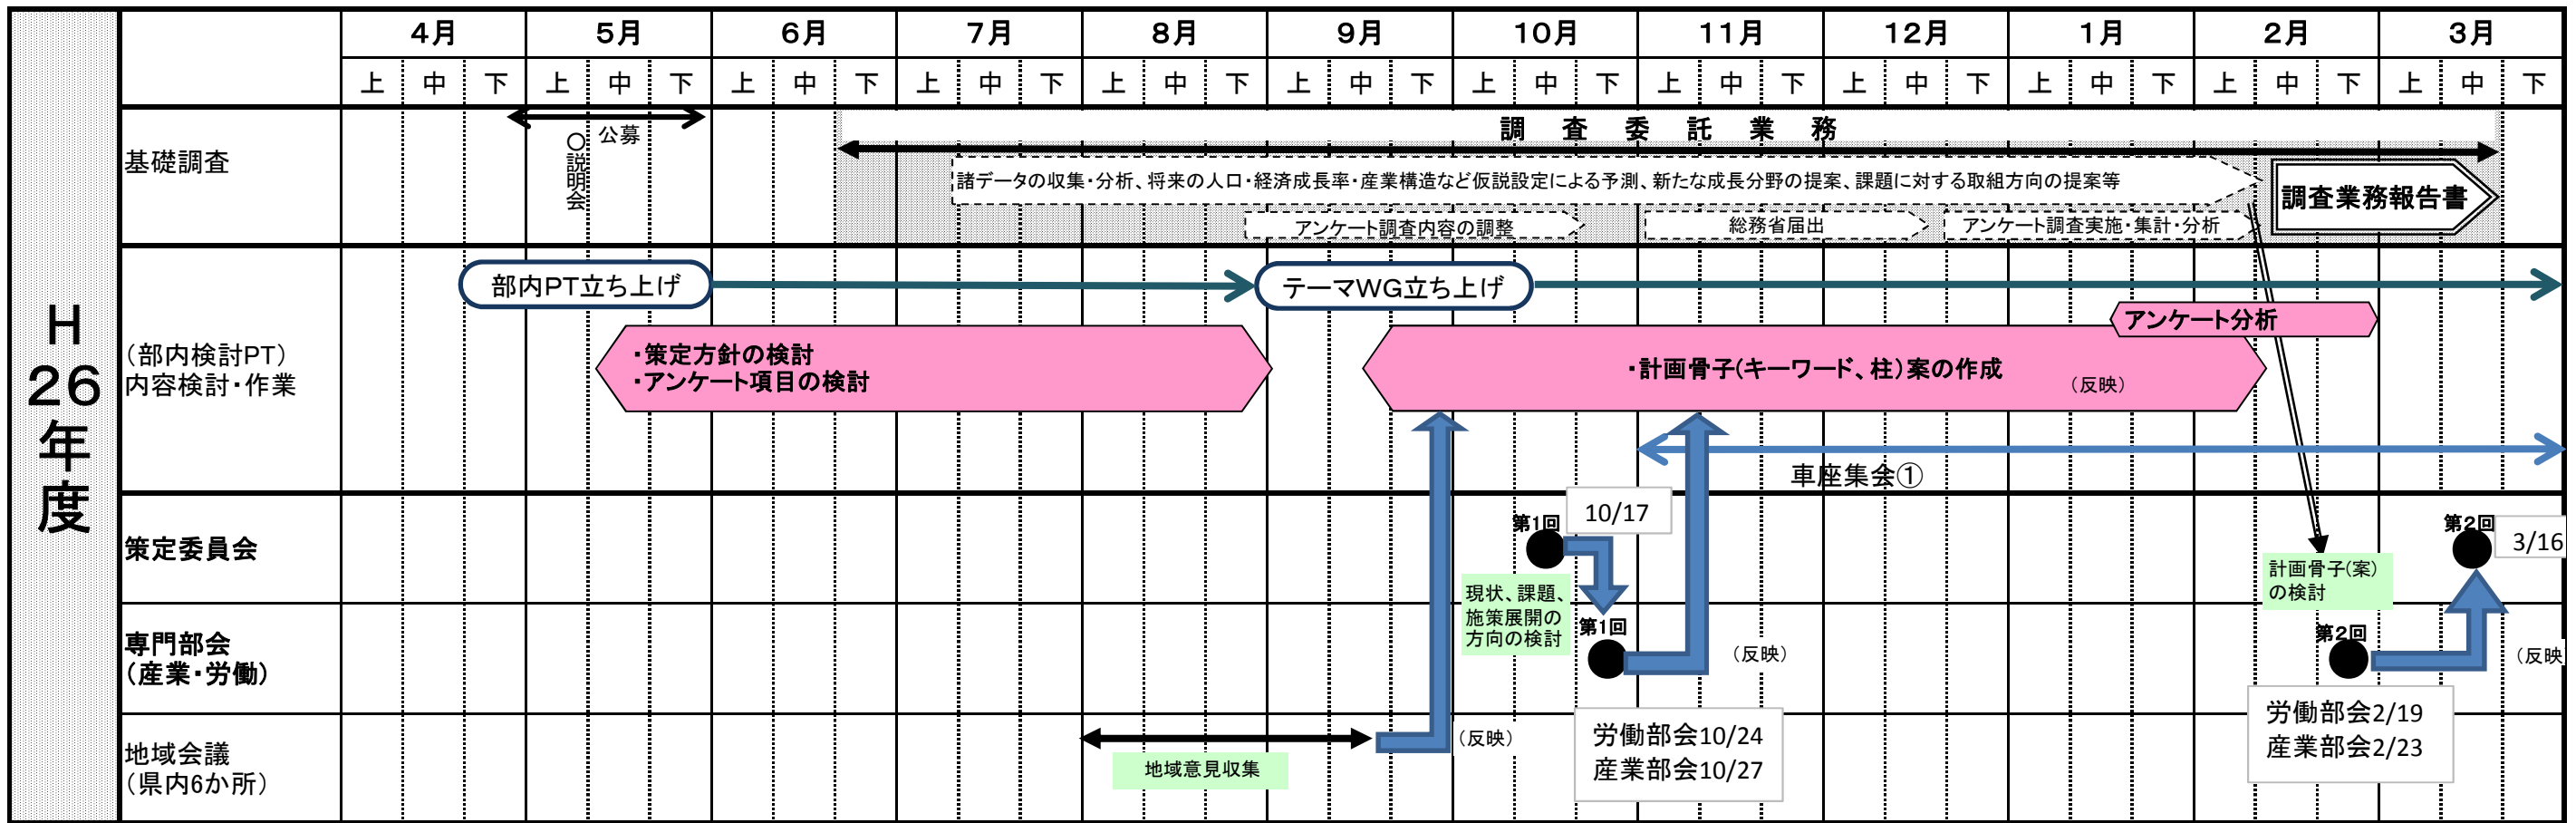 H
26
年
度
4月 5月 6月 7月 8月 9月 10月 11月 12月 1月 2月 3月
上 中 下 上 中 下 上 中 下 上 中 下 上 中 下 上 中 下 上 中 下 上 中 下 上 中 下 上 中 下 上 中 下 上 中 下
基礎調査
公募
〇説明会
調査委託業務
諸データの収集・分析、将来の人口・経済成長率・産業構造など仮説設定による予測、新たな成長分野の提案、課題に対する取組方向の提案等
アンケート調査内容の調整
総務省届出
アンケート調査実施・集計・分析
調査業務報告書
(部内検討PT)
内容検討・作業
部内PT立ち上げ
テーマWG立ち上げ
・策定方針の検討
・アンケート項目の検討
アンケート分析
・計画骨子(キーワード、柱)案の作成
(反映)
車座集会①
策定委員会
第1回
10/17
現状、課題、
施策展開の
方向の検討
計画骨子(案)
の検討
第2回
3/16
専門部会
(産業・労働)
第1回
(反映)
労働部会10/24
産業部会10/27
第2回
(反映
労働部会2/19
産業部会2/23
地域会議
(県内6か所)
地域意見収集
(反映)